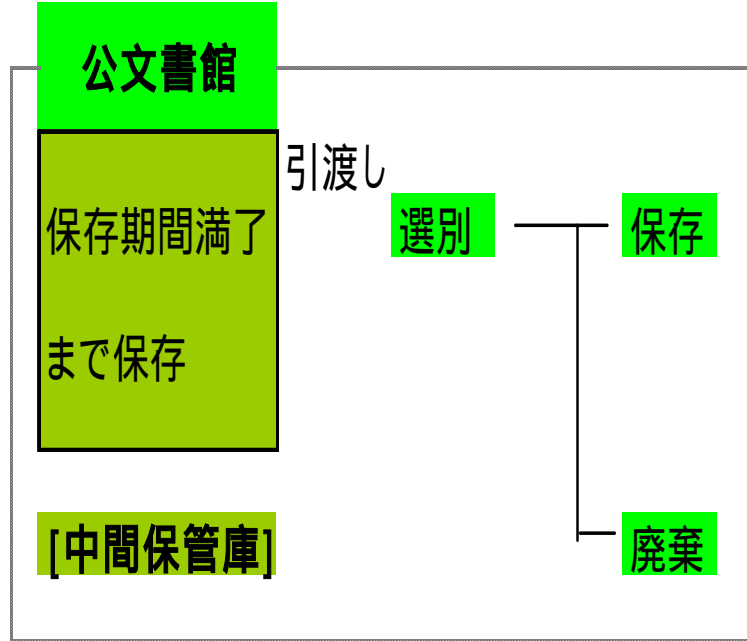 公文書館
引渡し
保存期間満了
まで保存
選別
保存
[中間保管庫]
廃棄